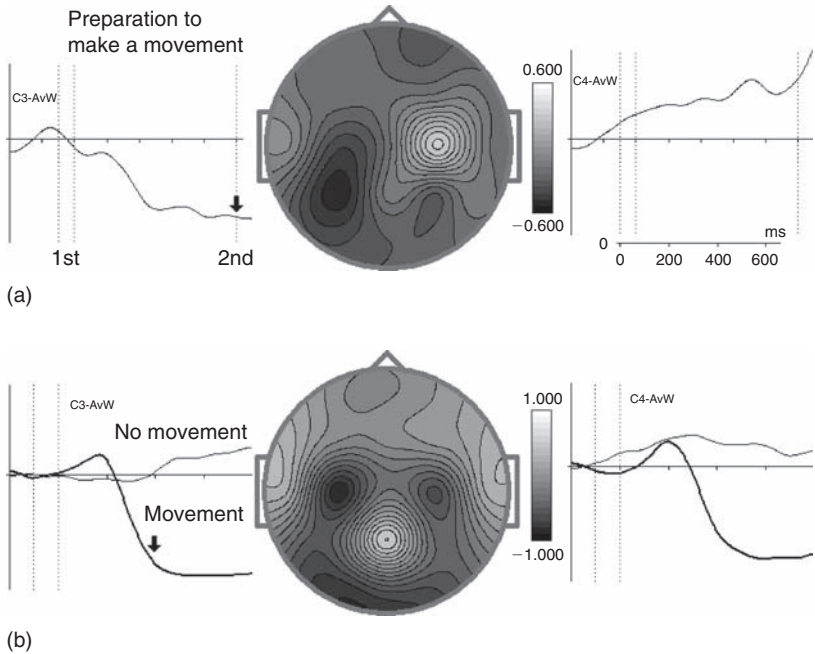 Preparation to
make a movement
C3-AvW
1st
2nd
0.600
−0.600
C4-AvW
0
ms
0 200 400 600
(a)
C3-AvW
No movement
Movement
1.000
−1.000
C4-AvW
(b)